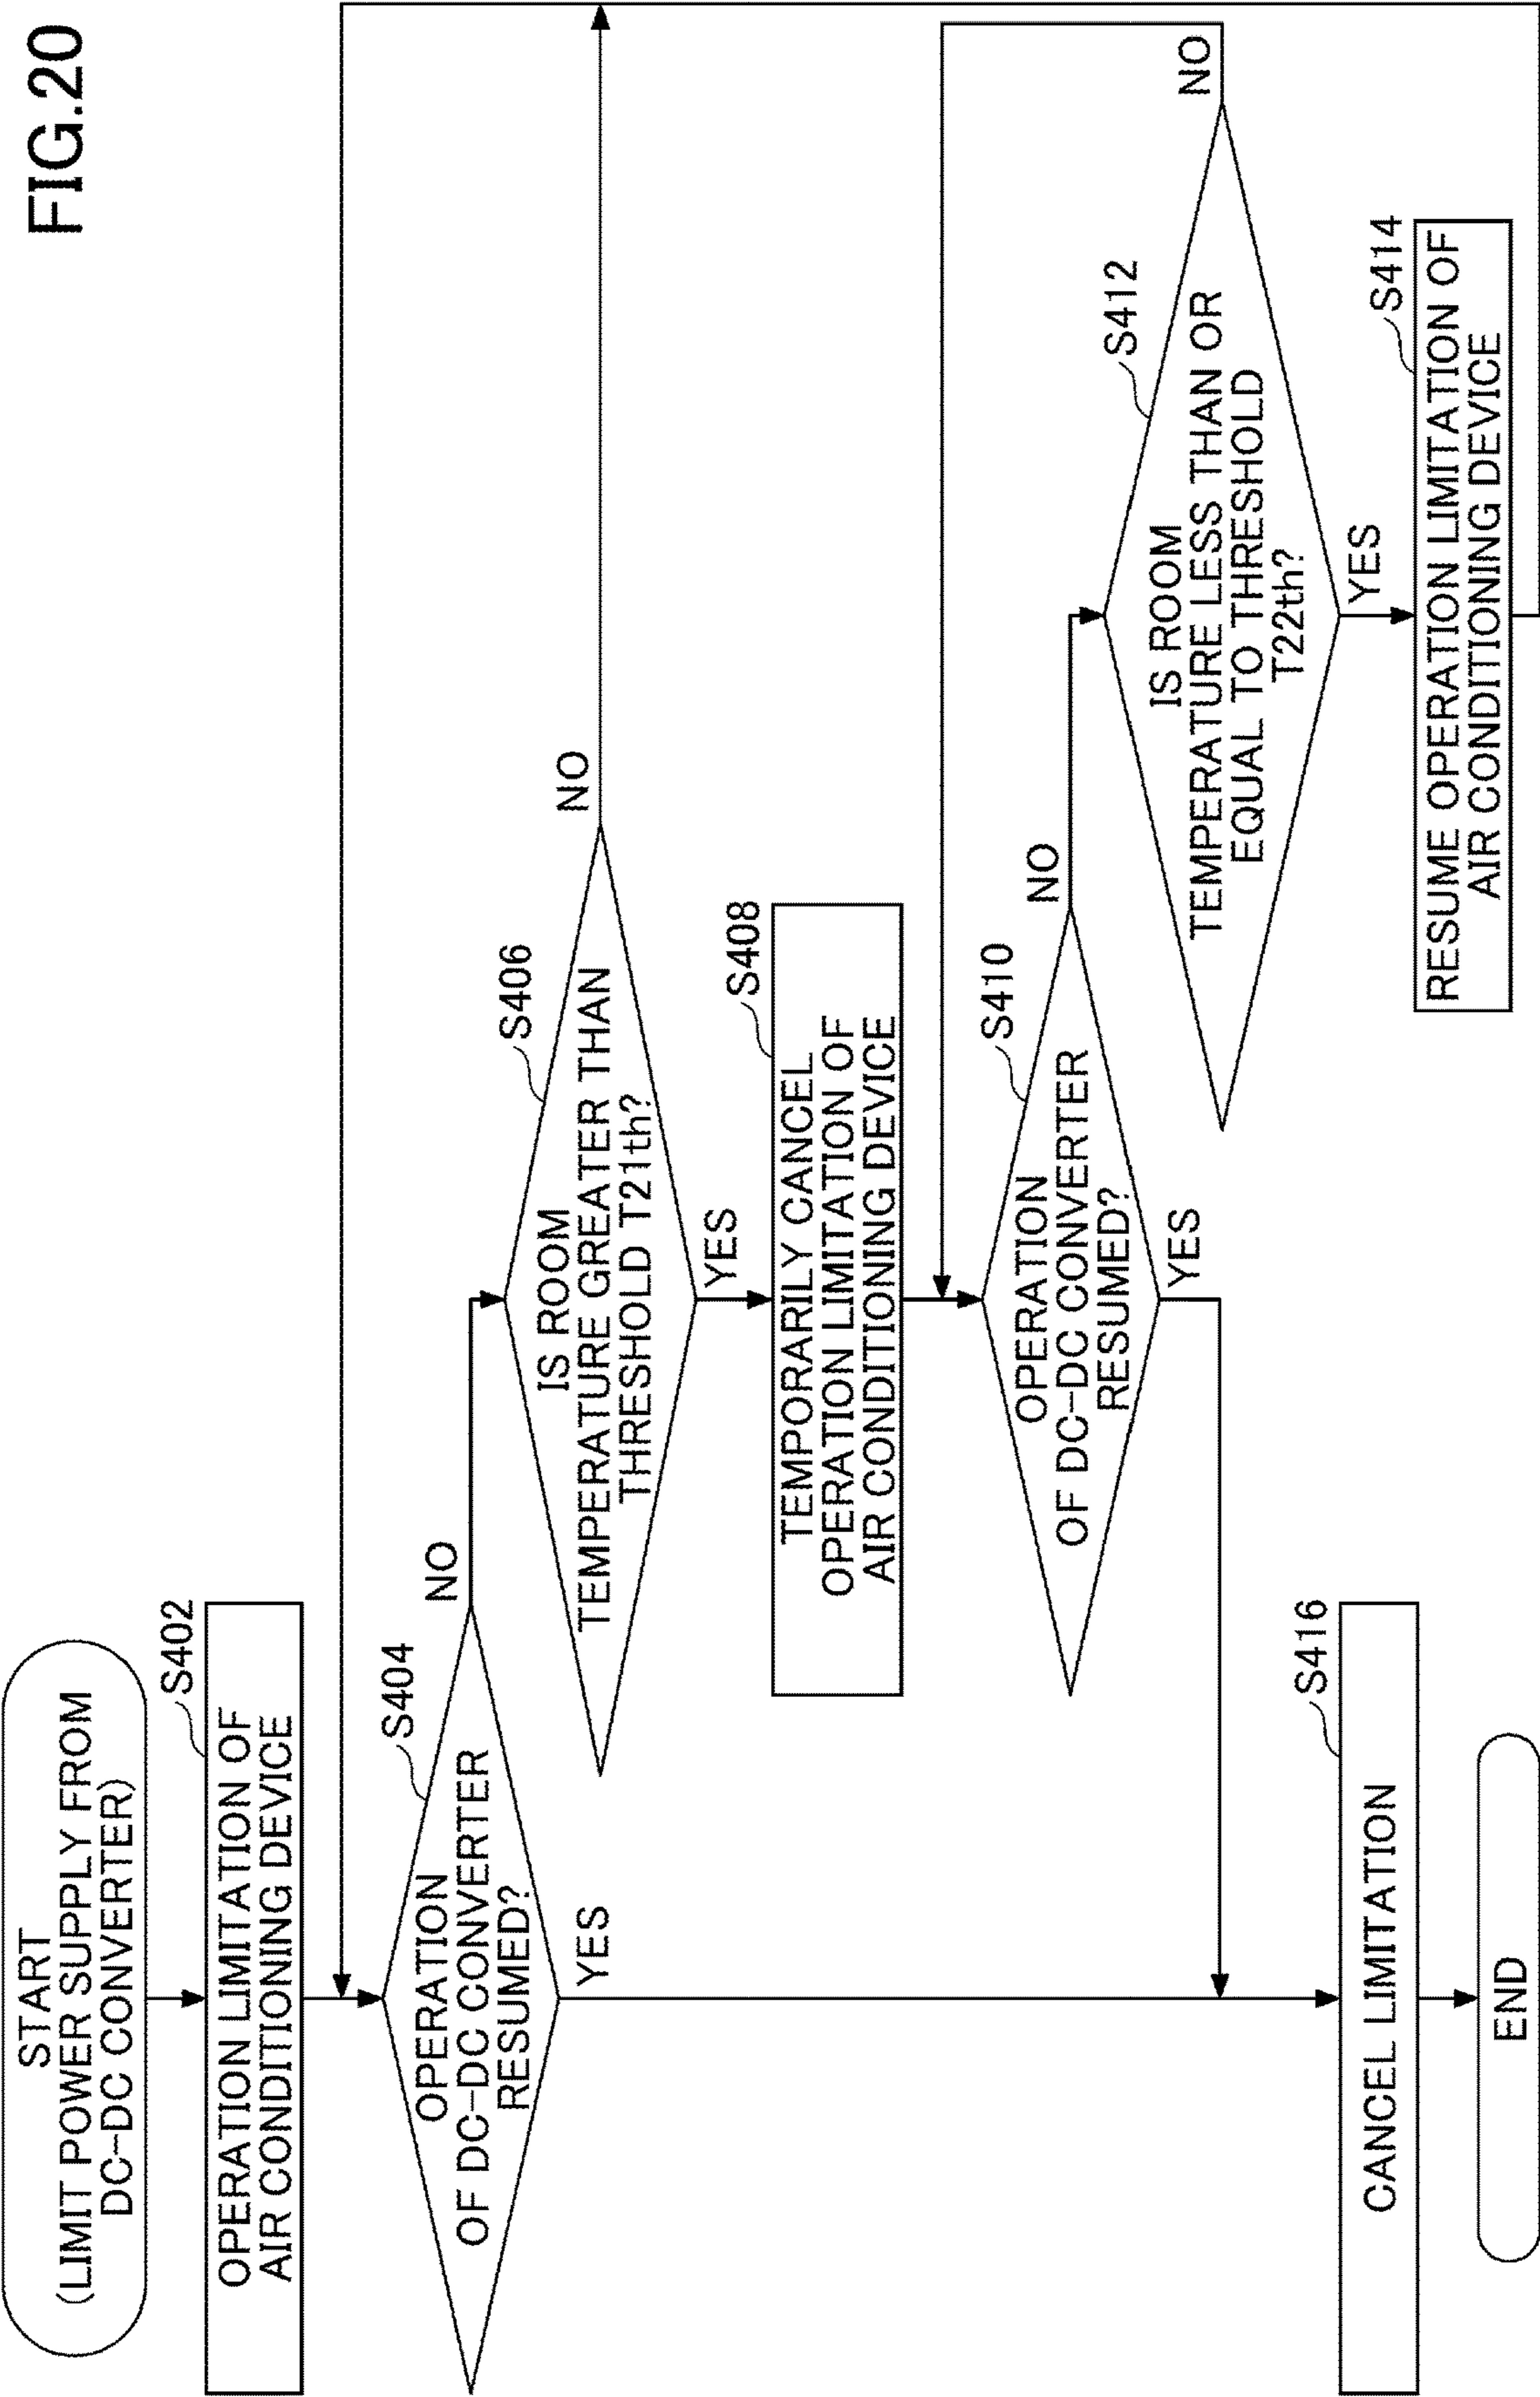 FIG.20
START
(LIMIT POWER SUPPLY FROM
DC-DC CONVERTER)
S402
OPERATION LIMITATION OF
AIR CONDITIONING DEVICE
S404
OPERATION
OF DC-DC CONVERTER
RESUMED?
NO
YES
S406
IS ROOM
TEMPERATURE GREATER THAN
THRESHOLD T21th?
NO
YES
S408
TEMPORARILY CANCEL
OPERATION LIMITATION OF
AIR CONDITIONING DEVICE
S410
OPERATION
OF DC-DC CONVERTER
RESUMED?
NO
YES
S412
IS ROOM
TEMPERATURE LESS THAN OR
EQUAL TO THRESHOLD
T22th?
NO
YES
S414
RESUME OPERATION LIMITATION OF
AIR CONDITIONING DEVICE
S416
CANCEL LIMITATION
END